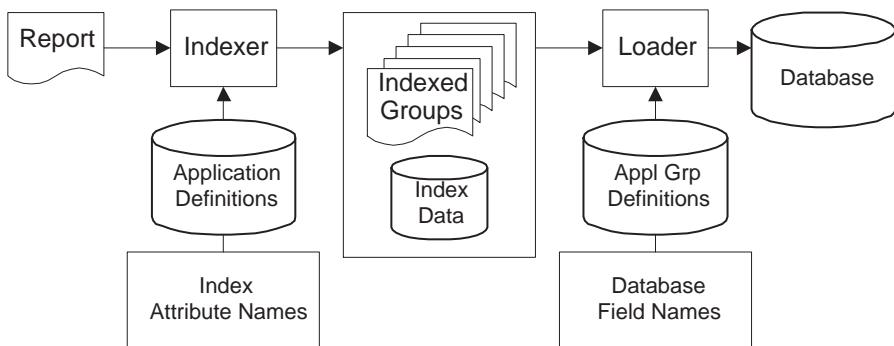 Report
Indexer
Indexed
Groups
Index
Data
Loader
Database
Application
Definitions
Appl Grp
Definitions
Index
Attribute Names
Database
Field Names